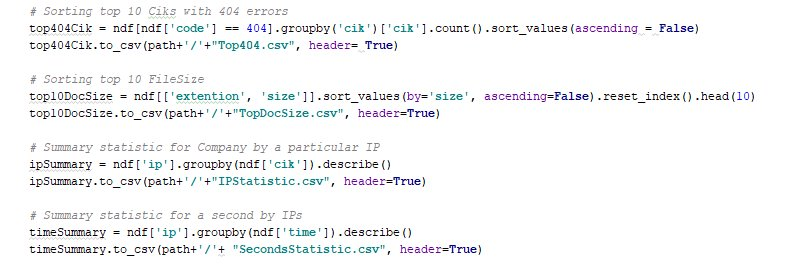 # Sorting top 10 Ciks with 404 errors
top404Cik = ndf[ndf['code'] == 404].groupby('cik')['cik'].count().sort_values(ascending = False)
top404Cik.to_csv(path+'/'+"Top404.csv", header= True)
# Sorting top 10 FileSize
top10DocSize = ndf[['extention', 'size']].sort_values(by='size', ascending=False).reset_index().head(10)
top10DocSize.to_csv(path+'/'+"TopDocSize.csv", header=True)
# Summary statistic for Company by a particular IP
ipSummary = ndf['ip'].groupby(ndf['cik']).describe()
ipSummary.to_csv(path+'/'+"IPStatistic.csv", header=True)
# Summary statistic for a second by IPs
timeSummary = ndf['ip'].groupby(ndf['time']).describe()
timeSummary.to_csv(path+'/'+ "SecondsStatistic.csv", header=True)